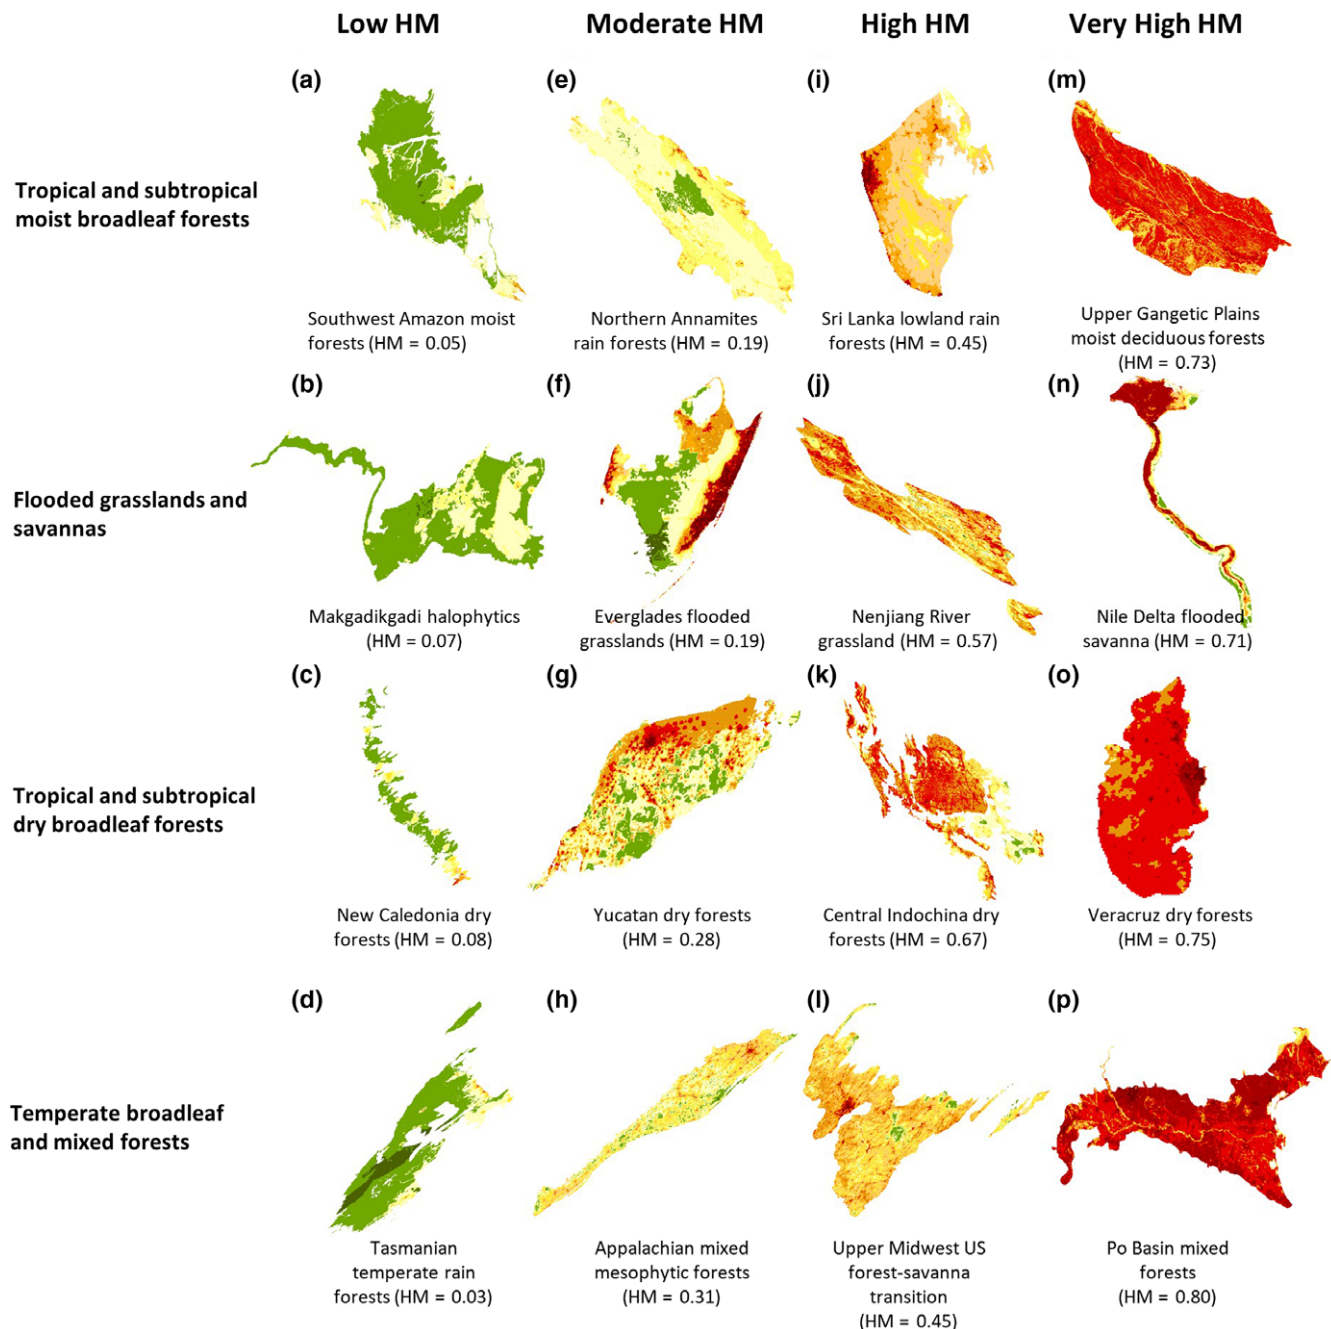 Low HM
Moderate HM
High HM
Very High HM
Tropical and subtropical
moist broadleaf forests
(a)
Southwest Amazon moist
forests (HM = 0.05)
(e)
Northern Annamites
rain forests (HM = 0.19)
(i)
Sri Lanka lowland rain
forests (HM = 0.45)
(m)
Upper Gangetic Plains
moist deciduous forests
(HM = 0.73)
Flooded grasslands and
savannas
(b)
Makgadikgadi halophytics
(HM = 0.07)
(f)
Everglades flooded
grasslands (HM = 0.19)
(j)
Nenjiang River
grassland (HM = 0.57)
(n)
Nile Delta flooded
savanna (HM = 0.71)
Tropical and subtropical
dry broadleaf forests
(c)
New Caledonia dry
forests (HM = 0.08)
(g)
Yucatan dry forests
(HM = 0.28)
(k)
Central Indochina dry
forests (HM = 0.67)
(o)
Veracruz dry forests
(HM = 0.75)
Temperate broadleaf
and mixed forests
(d)
Tasmanian
temperate rain
forests (HM = 0.03)
(h)
Appalachian mixed
mesophytic forests
(HM = 0.31)
(l)
Upper Midwest US
forest-savanna
transition
(HM = 0.45)
(p)
Po Basin mixed
forests
(HM = 0.80)